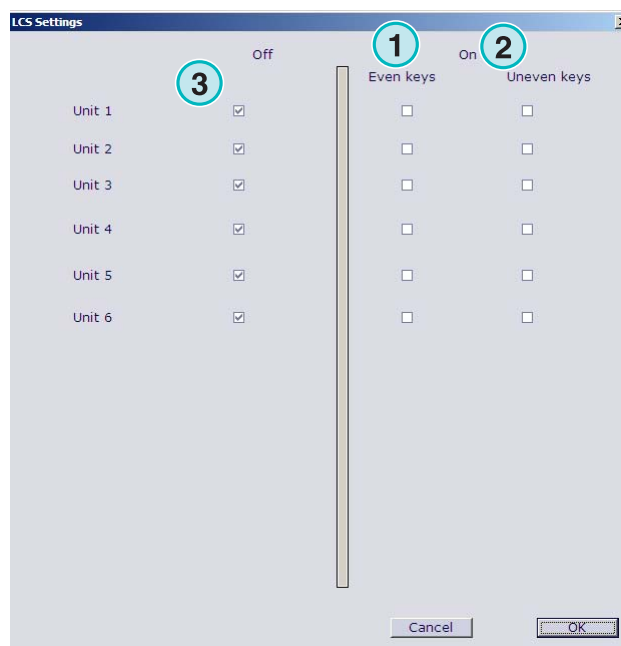 LCS Settings
Off
1
On
2
3
Even keys
Uneven keys
Unit 1
Unit 2
Unit 3
Unit 4
Unit 5
Unit 6
Cancel
OK